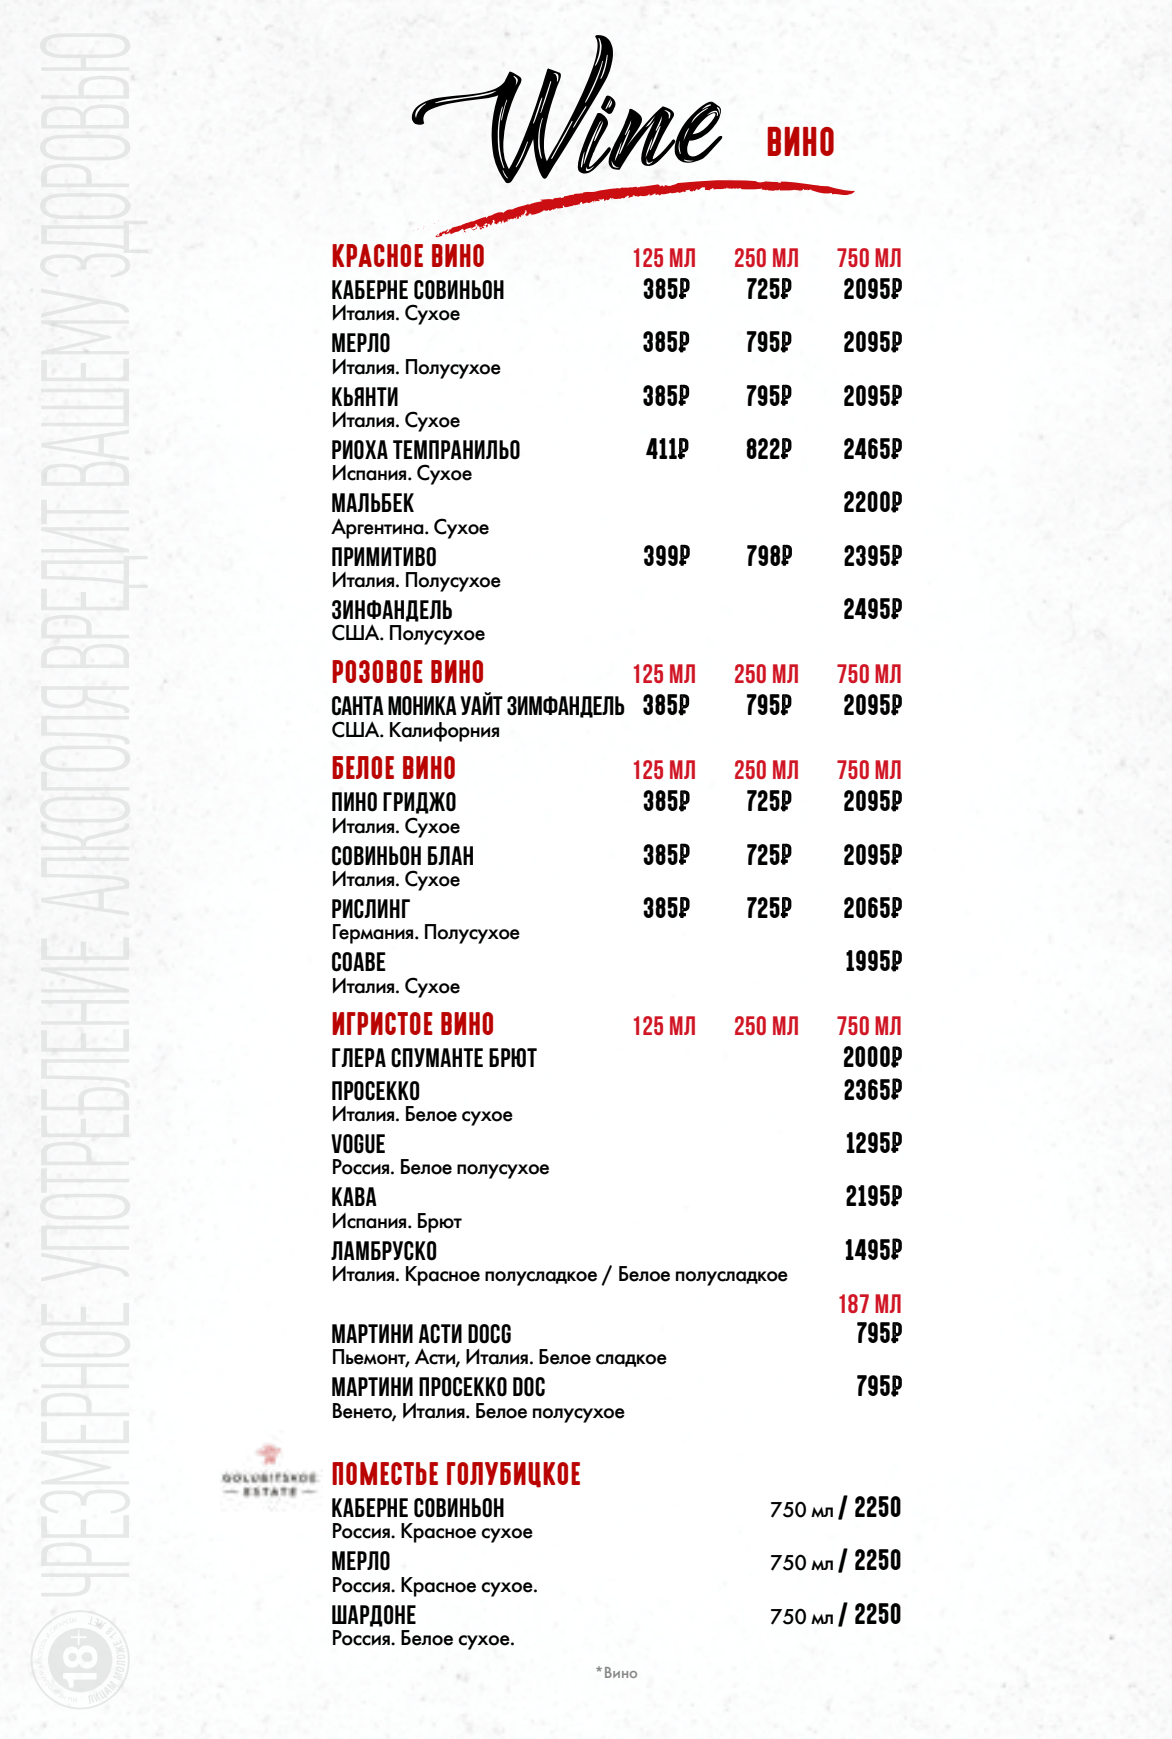 Wine ВИНО
КРАСНОЕ ВИНО 125 МЛ 250 МЛ 750 МЛ
КАБЕРНЕ СОВИНЬОН 385₽ 725₽ 2095₽
Италия. Сухое
МЕРЛО 385₽ 795₽ 2095₽
Италия. Полусухое
КЬЯНТИ 385₽ 795₽ 2095₽
Италия. Сухое
РИОХА ТЕМПРАНИЛЬО 411₽ 822₽ 2465₽
Испания. Сухое
МАЛЬБЕК 2200₽
Аргентина. Сухое
ПРИМИТИВО 399₽ 798₽ 2395₽
Италия. Полусухое
ЗИНФАНДЕЛЬ 2495₽
США. Полусухое
РОЗОВОЕ ВИНО 125 МЛ 250 МЛ 750 МЛ
САНТА МОНИКА УАЙТ ЗИМФАНДЕЛЬ 385₽ 795₽ 2095₽
США. Калифорния
БЕЛОЕ ВИНО 125 МЛ 250 МЛ 750 МЛ
ПИНО ГРИДЖО 385₽ 725₽ 2095₽
Италия. Сухое
СОВИНЬОН БЛАН 385₽ 725₽ 2095₽
Италия. Сухое
РИСЛИНГ 385₽ 725₽ 2065₽
Германия. Полусухое
СОАВЕ 1995₽
Италия. Сухое
ИГРИСТОЕ ВИНО 125 МЛ 250 МЛ 750 МЛ
ГЛЕРА СПУМАНТЕ БРЮТ 2000₽
ПРОСЕККО 2365₽
Италия. Белое сухое
VOGUE 1295₽
Россия. Белое полусухое
КАВА 2195₽
Испания. Брют
ЛАМБРУСКО 1495₽
Италия. Красное полусладкое / Белое полусладкое
187 МЛ
МАРТИНИ АСТИ DOCG 795₽
Пьемонт, Асти, Италия. Белое сладкое
МАРТИНИ ПРОСЕККО DOC 795₽
Венето, Италия. Белое полусухое
GOLUBITSKOE
ESTATE
ПОМЕСТЬЕ ГОЛУБИЦКОЕ
КАБЕРНЕ СОВИНЬОН 750 мл / 2250
Россия. Красное сухое
МЕРЛО 750 мл / 2250
Россия. Красное сухое.
ШАРДОНЕ 750 мл / 2250
Россия. Белое сухое.
*Вино
ЧРЕЗМЕРНОЕ УПОТРЕБЛЕНИЕ АЛКОГОЛЯ ВРЕДИТ ВАШЕМУ ЗДОРОВЬЮ
18+